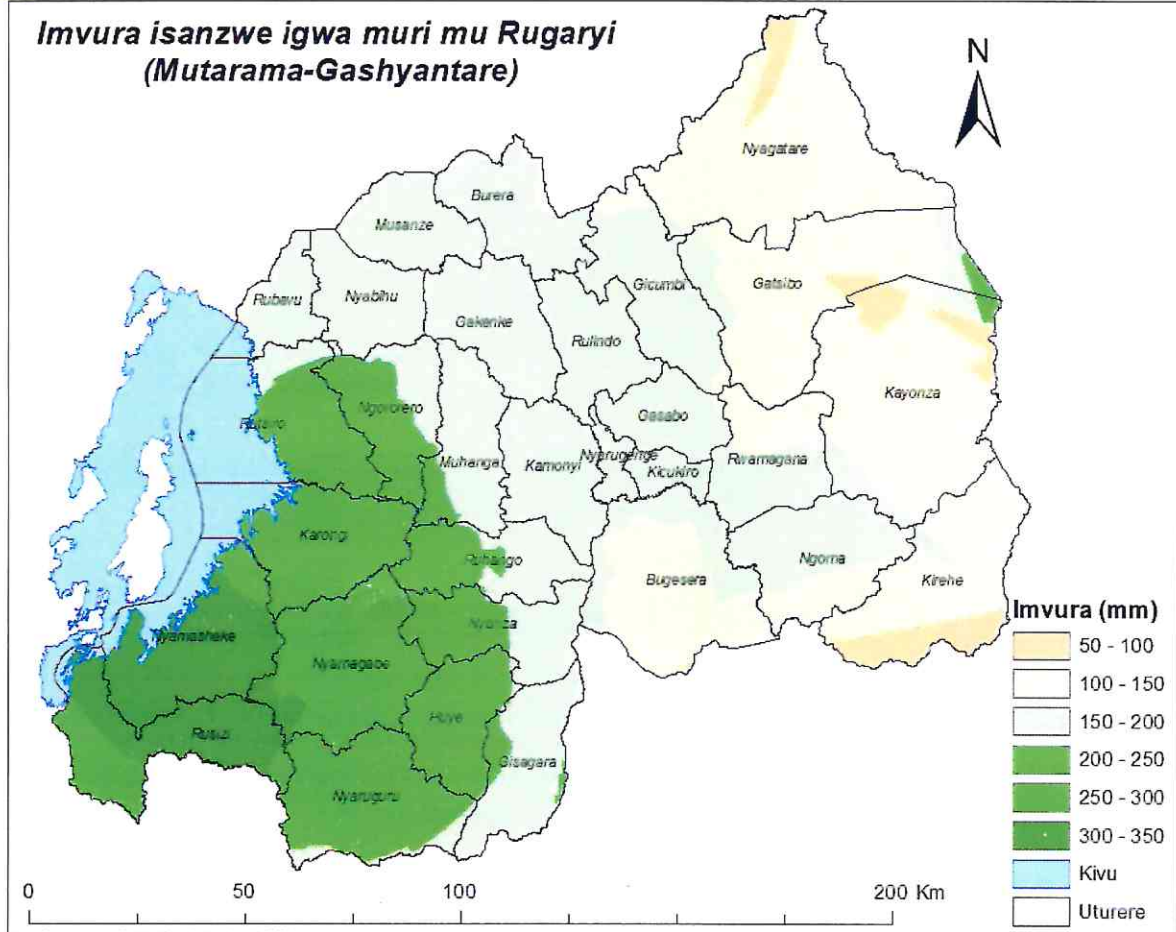 Imvura isanzwe igwa muri mu Rugaryi
(Mutarama-Gashyantare)
N
Nyagatare
Burera
Musanze
Rubavu
Nyabihu
Gakenke
Gicumbi
Gatsibo
Rulindo
Kayonza
Rutsiro
Ngororero
Gasabo
Muhanga
Kamonyi
Nyarugenge
Kicukiro
Rwamagana
Karongi
Ruhango
Bugesera
Ngoma
Kirehe
Nyamasheke
Nyamagabe
Nyanza
Huye
Rusizi
Gisagara
Nyaruguru
Imvura (mm)
50 - 100
100 - 150
150 - 200
200 - 250
250 - 300
300 - 350
Kivu
Uturere
0 50 100 200 Km